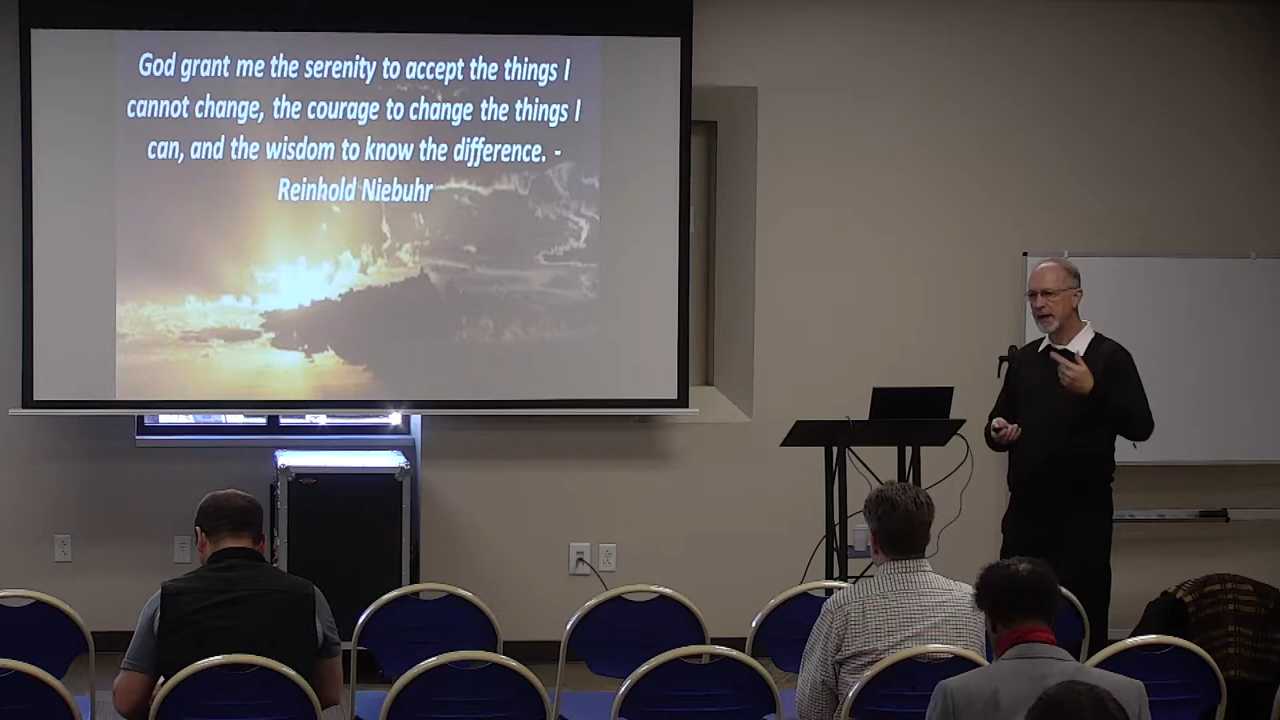 God grant me the serenity to accept the things I
cannot change, the courage to change the things I
can, and the wisdom to know the difference. -
Reinhold Niebuhr